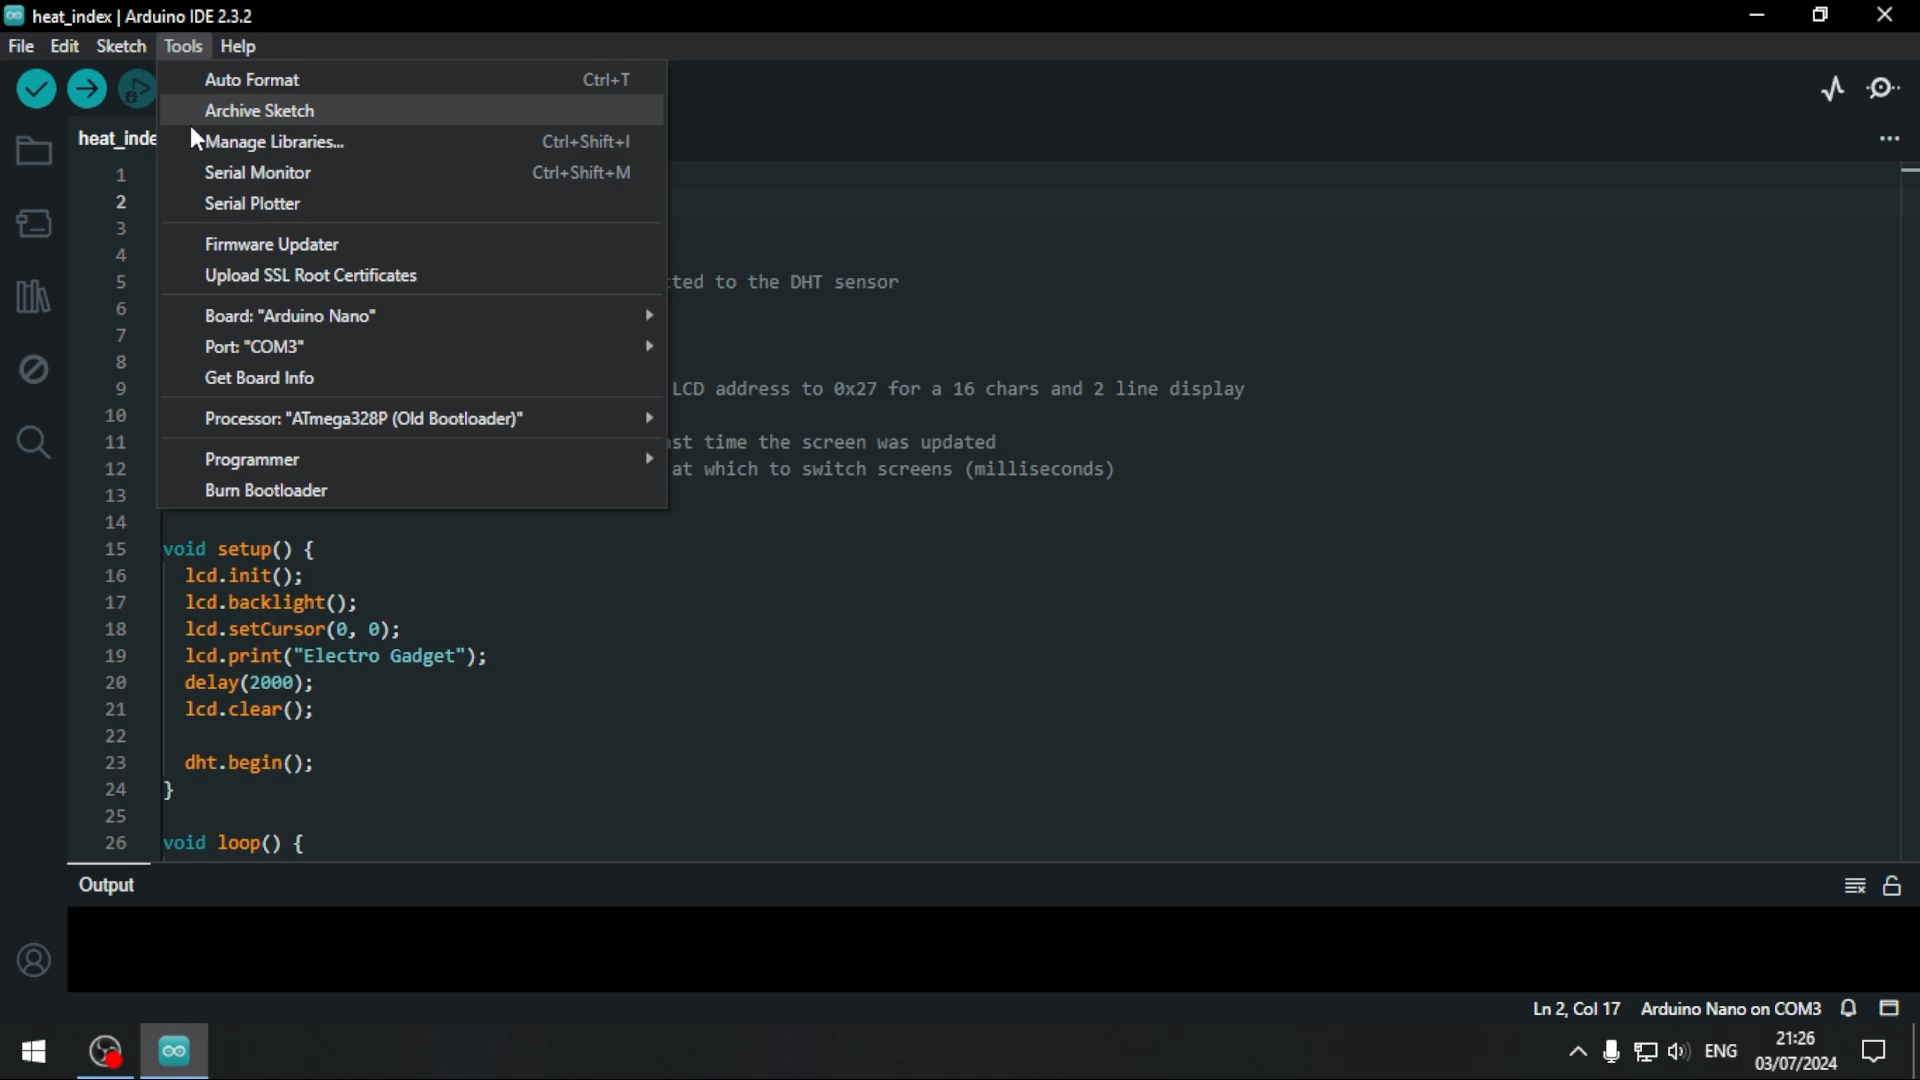 heat_index | Arduino IDE 2.3.2
File Edit Sketch Tools Help
Auto Format Ctrl+T
Archive Sketch
heat_inde
Manage Libraries... Ctrl+Shift+I
Serial Monitor Ctrl+Shift+M
Serial Plotter
Firmware Updater
Upload SSL Root Certificates
Board: "Arduino Nano"
Port: "COM3"
Get Board Info
Processor: "ATmega328P (Old Bootloader)"
Programmer
Burn Bootloader
1
2
3
4
5 cted to the DHT sensor
6
7
8
9 LCD address to 0x27 for a 16 chars and 2 line display
10
11 ast time the screen was updated
12 at which to switch screens (milliseconds)
13
14
15 void setup() {
16 lcd.init();
17 lcd.backlight();
18 lcd.setCursor(0, 0);
19 lcd.print("Electro Gadget");
20 delay(2000);
21 lcd.clear();
22
23 dht.begin();
24 }
25
26 void loop() {
Output
Ln 2, Col 17 Arduino Nano on COM3
ENG
21:26
03/07/2024